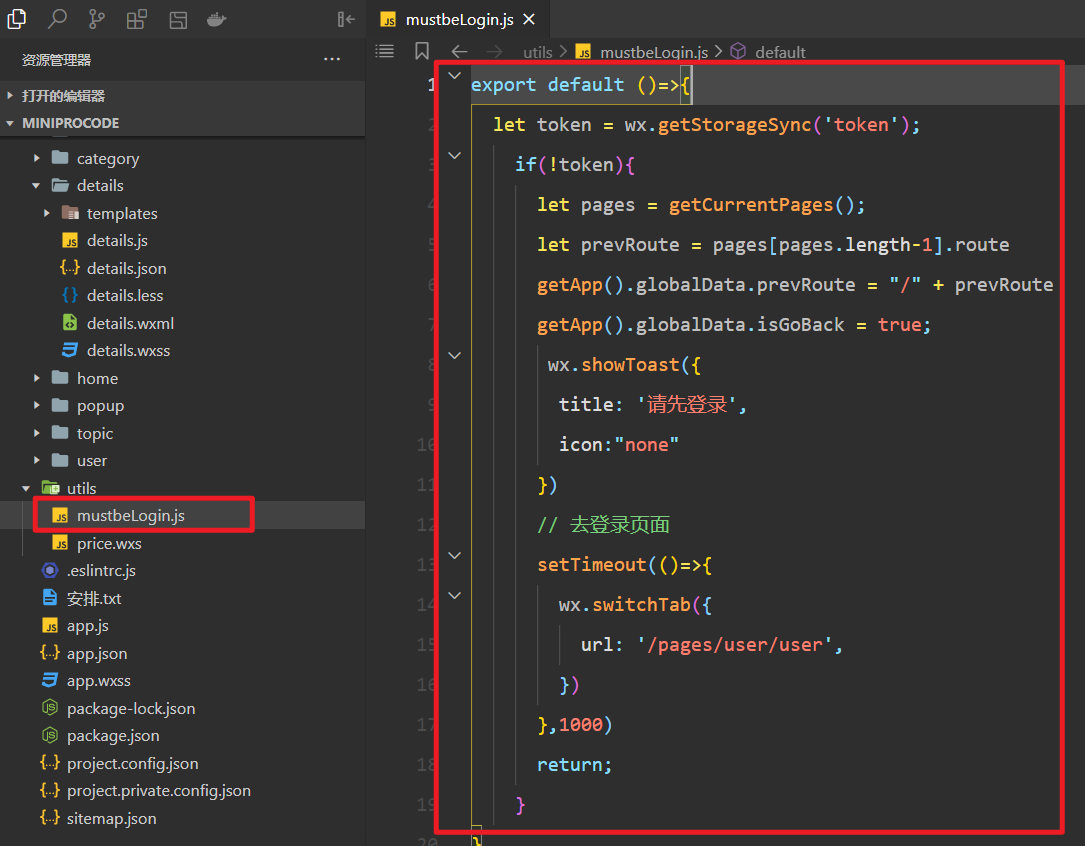 mustbeLogin.js
资源管理器
utils > mustbeLogin.js > default
打开的编辑器
MINIPROCODE
category
details
templates
details.js
details.json
details.less
details.wxml
details.wxss
home
popup
topic
user
utils
mustbeLogin.js
price.wxs
.eslintrc.js
安排.txt
app.js
app.json
app.wxss
package-lock.json
package.json
project.config.json
project.private.config.json
sitemap.json
1 export default ()=>{
2 let token = wx.getStorageSync('token');
3 if(!token){
4 let pages = getCurrentPages();
5 let prevRoute = pages[pages.length-1].route
6 getApp().globalData.prevRoute = "/" + prevRoute
7 getApp().globalData.isGoBack = true;
8 wx.showToast({
9 title: '请先登录',
10 icon:"none"
11 })
12 // 去登录页面
13 setTimeout(()=>{
14 wx.switchTab({
15 url: '/pages/user/user',
16 })
17 },1000)
18 return;
19 }
20 }